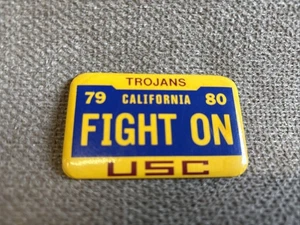 TROJANS
79 CALIFORNIA 80
FIGHT ON
USC